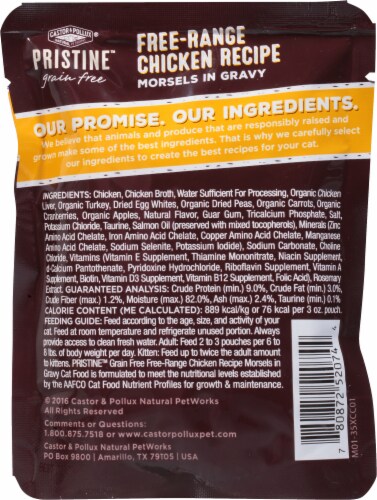 CASTOR & POLLUX
PRISTINE™
grain free
FREE-RANGE
CHICKEN RECIPE
MORSELS IN GRAVY
OUR PROMISE. OUR INGREDIENTS.
We believe that animals and produce that are responsibly raised and
grown make some of the best ingredients. That is why we carefully select
our ingredients to create the best recipes for your cat.
INGREDIENTS: Chicken, Chicken Broth, Water Sufficient For Processing, Organic Chicken
Liver, Organic Turkey, Dried Egg Whites, Organic Dried Peas, Organic Carrots, Organic
Cranberries, Organic Apples, Natural Flavor, Guar Gum, Tricalcium Phosphate, Salt,
Potassium Chloride, Taurine, Salmon Oil (preserved with mixed tocopherols), Minerals (Zinc
Amino Acid Chelate, Iron Amino Acid Chelate, Copper Amino Acid Chelate, Manganese
Amino Acid Chelate, Sodium Selenite, Potassium Iodide), Sodium Carbonate, Choline
Chloride, Vitamins (Vitamin E Supplement, Thiamine Mononitrate, Niacin Supplement,
d-Calcium Pantothenate, Pyridoxine Hydrochloride, Riboflavin Supplement, Vitamin A
Supplement, Biotin, Vitamin D3 Supplement, Vitamin B12 Supplement, Folic Acid), Rosemary
Extract. GUARANTEED ANALYSIS: Crude Protein (min.) 9.0%, Crude Fat (min.) 3.0%,
Crude Fiber (max.) 1.2%, Moisture (max.) 82.0%, Ash (max.) 2.4%, Taurine (min.) 0.1%
CALORIE CONTENT (ME CALCULATED): 889 kcal/kg or 76 kcal per 3 oz. pouch.
FEEDING GUIDE: Feed according to the age, size, and activity of your
cat. Feed at room temperature and refrigerate unused portion. Always
provide access to clean fresh water. Adult: Feed 2 to 3 pouches per 6 to
8 lbs. of body weight per day. Kitten: Feed up to twice the adult amount
to kittens. PRISTINE™ Grain Free Free-Range Chicken Recipe Morsels in
Gravy Cat Food is formulated to meet the nutritional levels established
by the AAFCO Cat Food Nutrient Profiles for growth & maintenance.
©2016 Castor & Pollux Natural PetWorks
All Rights Reserved
Comments or Questions:
1.800.875.7518 or www.castorpolluxpet.com
PO Box 9800 | Amarillo, TX 79105 | USA
7 80872 52077 4
M01-35XCC01